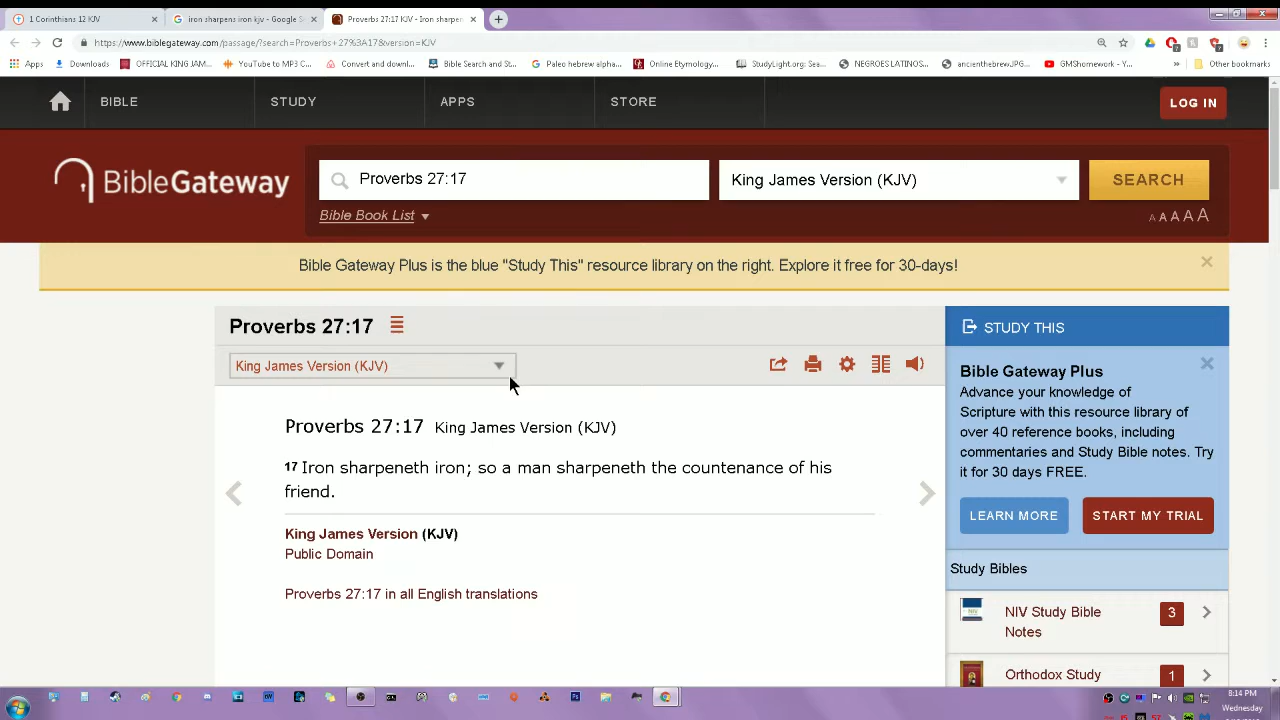 1 Corinthians 12 KJV
iron sharpens iron kjv - Google S
Proverbs 27:17 KJV - Iron sharpe
https://www.biblegateway.com/passage/?search=Proverbs+27%3A17&version=KJV
Apps
Downloads
OFFICIAL KING JAM...
YouTube to MP3 C...
Convert and downl...
Bible Search and St...
Paleo hebrew alpha...
Online Etymology...
StudyLight.org: Sea...
NEGROES LATINOS...
ancienthebrewJPG...
GMShomework - Y...
Other bookmarks
BIBLE
STUDY
APPS
STORE
LOG IN
BibleGateway
Proverbs 27:17
King James Version (KJV)
SEARCH
Bible Book List
A A A A A
Bible Gateway Plus is the blue "Study This" resource library on the right. Explore it free for 30-days!
Proverbs 27:17
King James Version (KJV)
Proverbs 27:17 King James Version (KJV)
17 Iron sharpeneth iron; so a man sharpeneth the countenance of his
friend.
King James Version (KJV)
Public Domain
Proverbs 27:17 in all English translations
STUDY THIS
Bible Gateway Plus
Advance your knowledge of
Scripture with this resource library of
over 40 reference books, including
commentaries and Study Bible notes. Try
it for 30 days FREE.
LEARN MORE
START MY TRIAL
Study Bibles
NIV Study Bible
Notes
3
Orthodox Study
1
8:14 PM
Wednesday